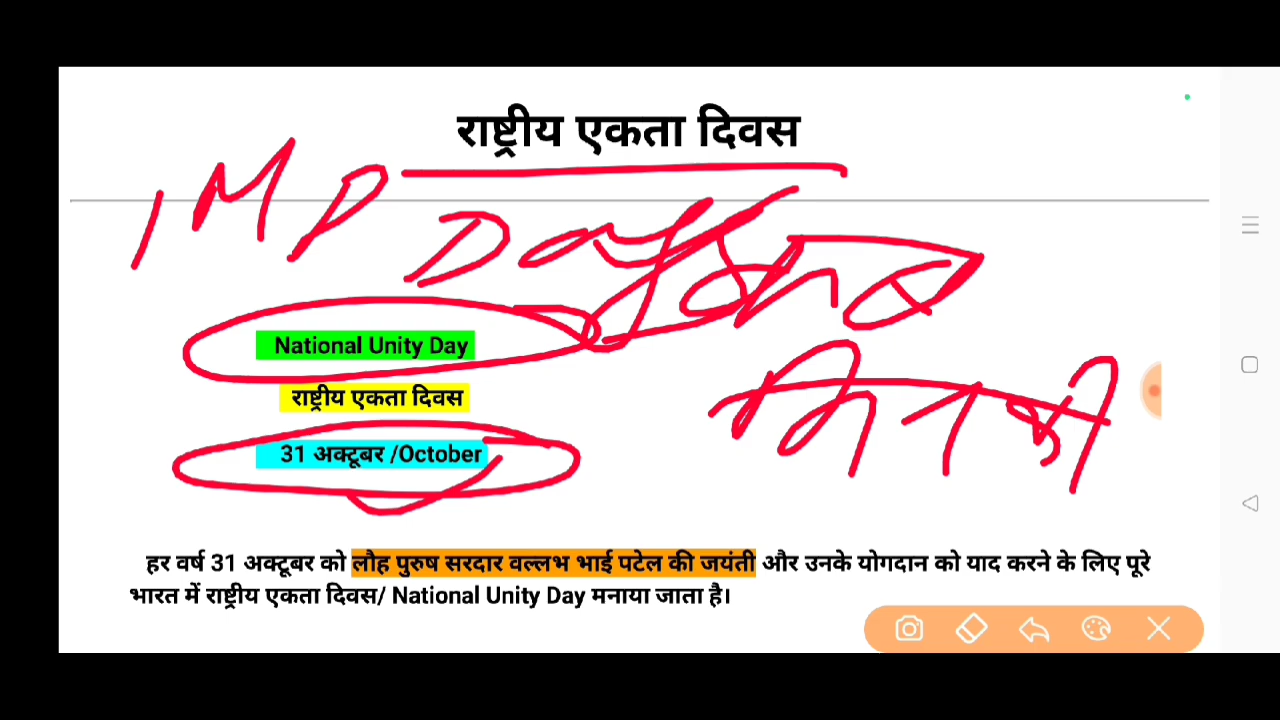 राष्ट्रीय एकता दिवस
IMP Day
National Unity Day
राष्ट्रीय एकता दिवस
31 अक्टूबर /October
हर वर्ष 31 अक्टूबर को लौह पुरुष सरदार वल्लभ भाई पटेल की जयंती और उनके योगदान को याद करने के लिए पूरे
भारत में राष्ट्रीय एकता दिवस/ National Unity Day मनाया जाता है।